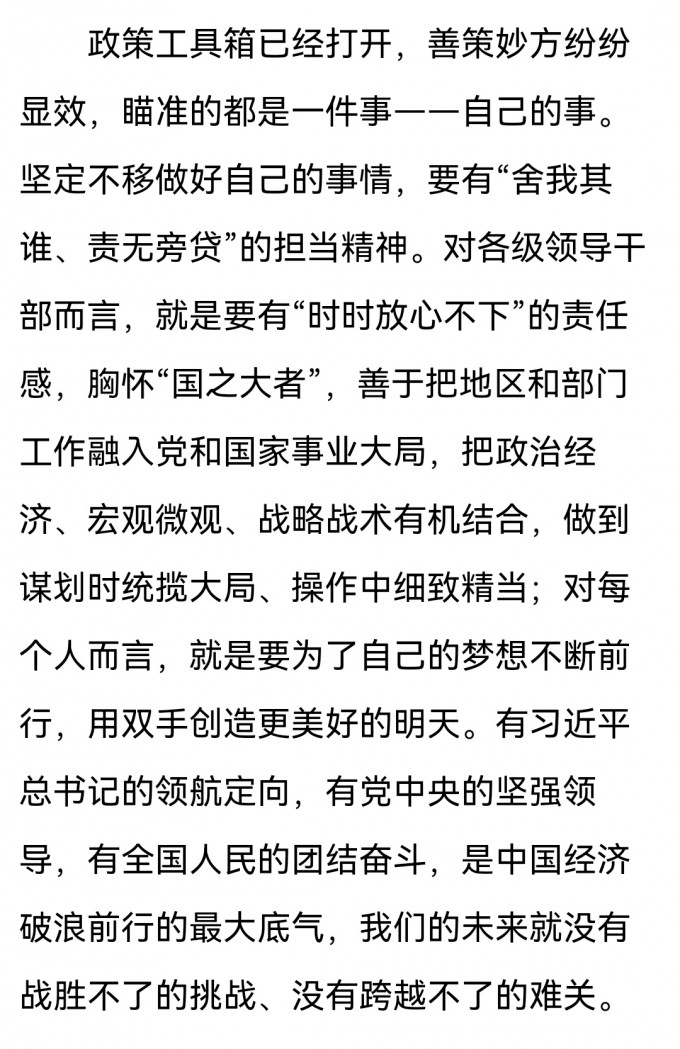 政策工具箱已经打开，善策妙方纷纷
显效，瞄准的都是一件事——自己的事。
坚定不移做好自己的事情，要有“舍我其
谁、责无旁贷”的担当精神。对各级领导干
部而言，就是要有“时时放心不下”的责任
感，胸怀“国之大者”，善于把地区和部门
工作融入党和国家事业大局，把政治经
济、宏观微观、战略战术有机结合，做到
谋划时统揽大局、操作中细致精当；对每
个人而言，就是要为了自己的梦想不断前
行，用双手创造更美好的明天。有习近平
总书记的领航定向，有党中央的坚强领
导，有全国人民的团结奋斗，是中国经济
破浪前行的最大底气，我们的未来就没有
战胜不了的挑战、没有跨越不了的难关。